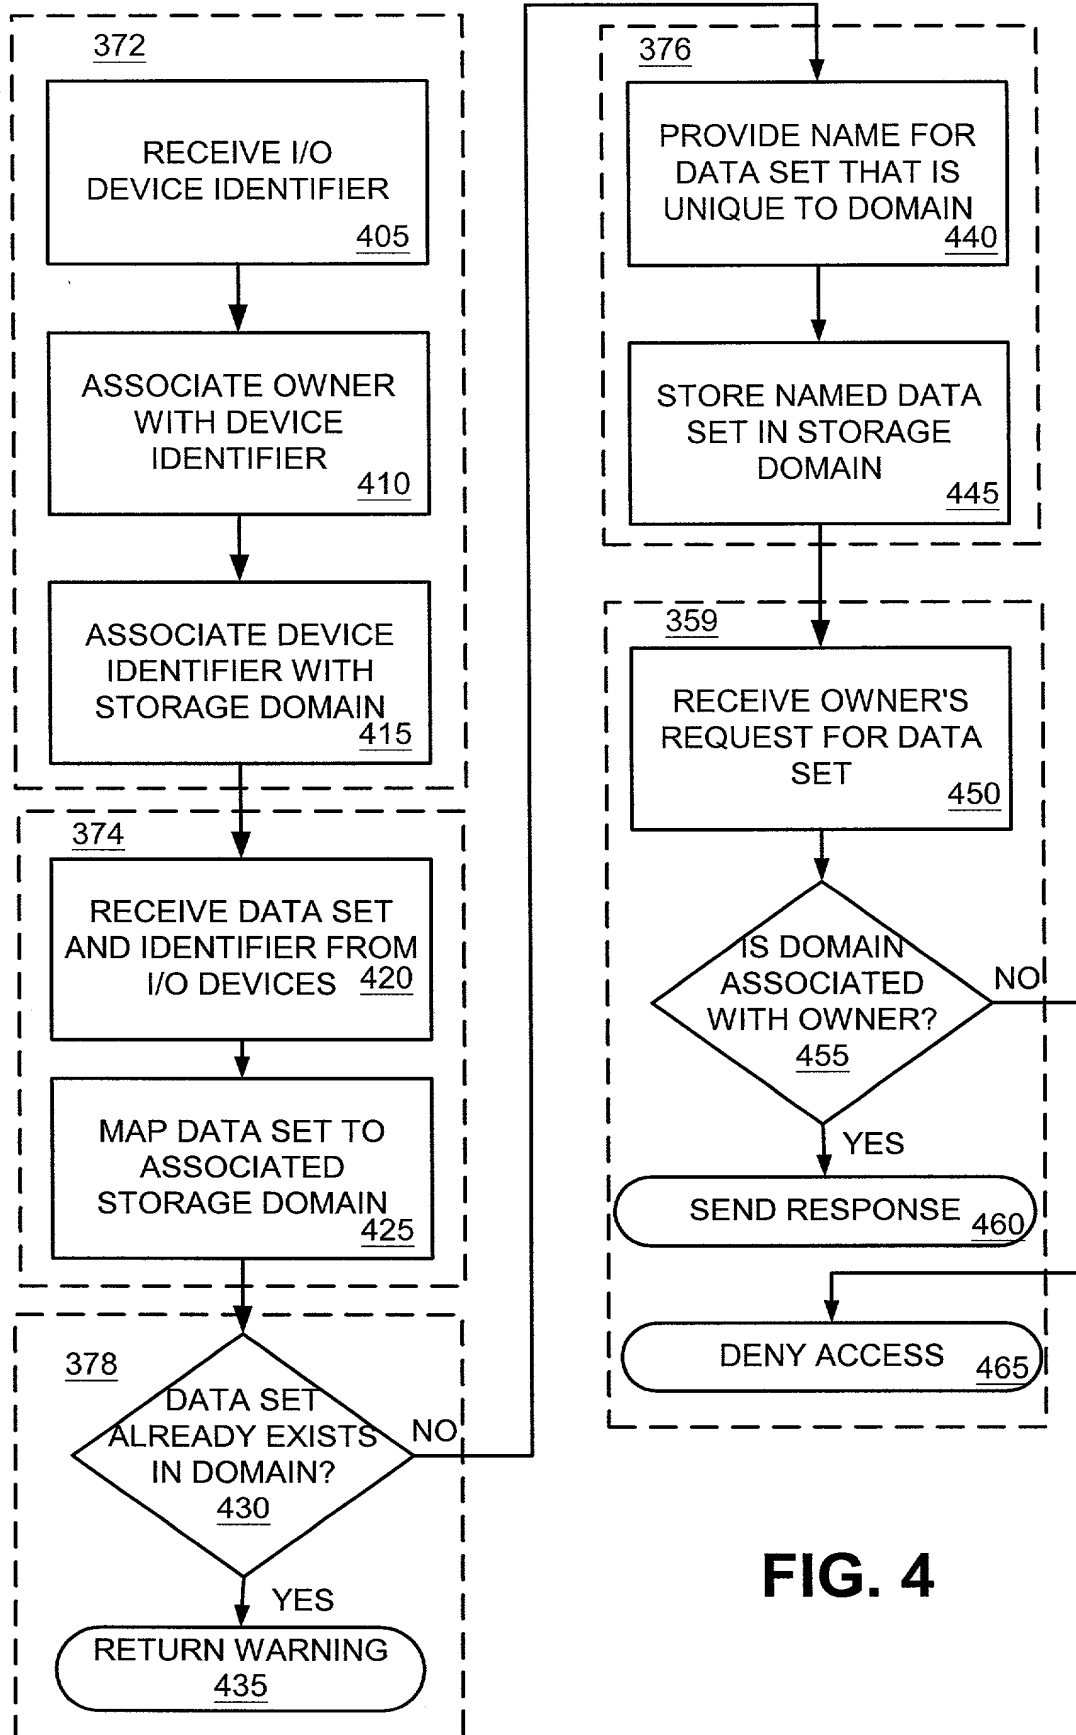 372
RECEIVE I/O
DEVICE IDENTIFIER
405
ASSOCIATE OWNER
WITH DEVICE
IDENTIFIER
410
ASSOCIATE DEVICE
IDENTIFIER WITH
STORAGE DOMAIN
415
374
RECEIVE DATA SET
AND IDENTIFIER FROM
I/O DEVICES 420
MAP DATA SET TO
ASSOCIATED
STORAGE DOMAIN
425
378
DATA SET
ALREADY EXISTS
IN DOMAIN?
430
NO
YES
RETURN WARNING
435
376
PROVIDE NAME FOR
DATA SET THAT IS
UNIQUE TO DOMAIN
440
STORE NAMED DATA
SET IN STORAGE
DOMAIN
445
359
RECEIVE OWNER'S
REQUEST FOR DATA
SET
450
IS DOMAIN
ASSOCIATED
WITH OWNER?
455
NO
YES
SEND RESPONSE 460
DENY ACCESS 465
FIG. 4